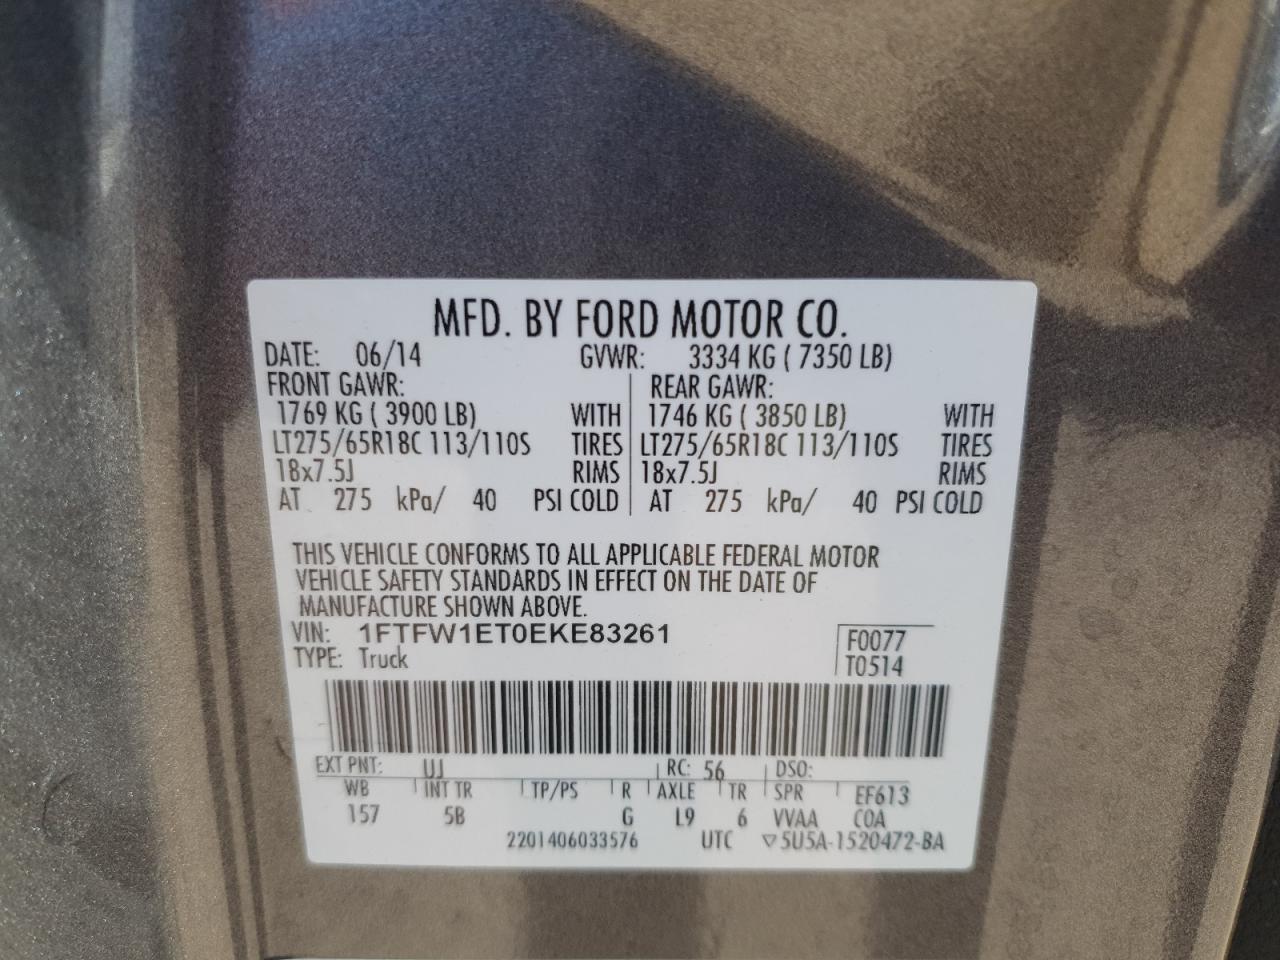 MFD. BY FORD MOTOR CO.
DATE: 06/14 GVWR: 3334 KG ( 7350 LB)
FRONT GAWR: REAR GAWR:
1769 KG ( 3900 LB) WITH 1746 KG ( 3850 LB) WITH
LT275/65R18C 113/110S TIRES LT275/65R18C 113/110S TIRES
18x7.5J RIMS 18x7.5J RIMS
AT 275 kPa/ 40 PSI COLD AT 275 kPa/ 40 PSI COLD
THIS VEHICLE CONFORMS TO ALL APPLICABLE FEDERAL MOTOR
VEHICLE SAFETY STANDARDS IN EFFECT ON THE DATE OF
MANUFACTURE SHOWN ABOVE.
VIN: 1FTFW1ET0EKE83261 F0077
TYPE: Truck T0514
EXT PNT: UJ RC: 56 DSO:
WB INT TR TP/PS R AXLE TR SPR EF613
157 5B G L9 6 VVAA COA
2201406033576 UTC ▽5U5A-1520472-BA